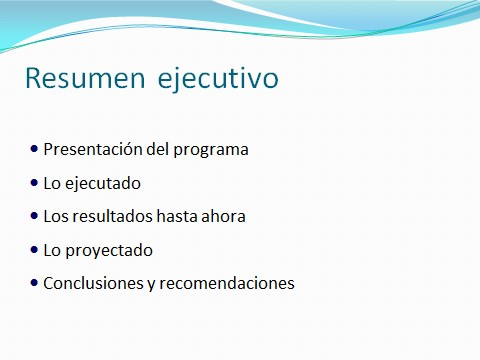 Resumen ejecutivo
• Presentación del programa
• Lo ejecutado
• Los resultados hasta ahora
• Lo proyectado
• Conclusiones y recomendaciones